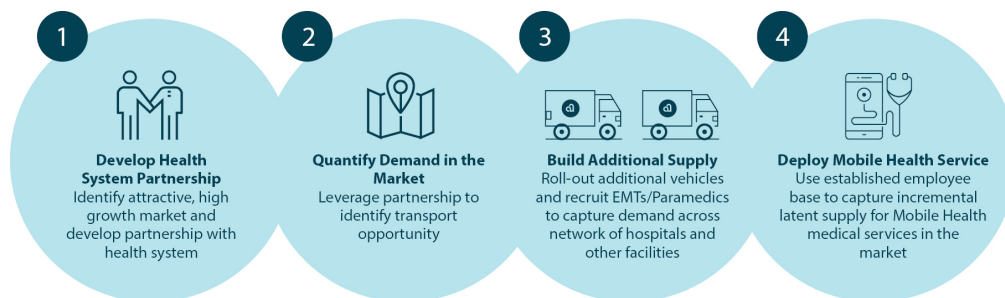 1
Develop Health
System Partnership
Identify attractive, high
growth market and
develop partnership with
health system
2
Quantify Demand in the
Market
Leverage partnership to
identify transport
opportunity
3
Build Additional Supply
Roll-out additional vehicles
and recruit EMTs/Paramedics
to capture demand across
network of hospitals and
other facilities
4
Deploy Mobile Health Service
Use established employee
base to capture incremental
latent supply for Mobile Health
medical services in the
market